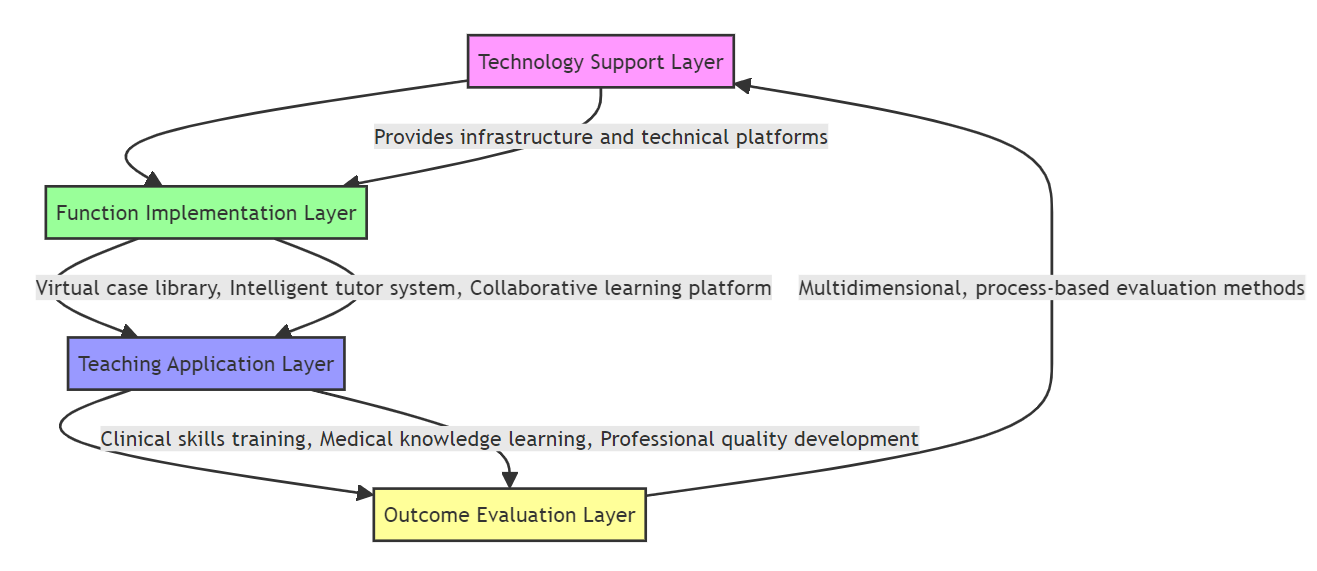 Technology Support Layer
Provides infrastructure and technical platforms
Function Implementation Layer
Virtual case library, Intelligent tutor system, Collaborative learning platform
Multidimensional, process-based evaluation methods
Teaching Application Layer
Clinical skills training, Medical knowledge learning, Professional quality development
Outcome Evaluation Layer